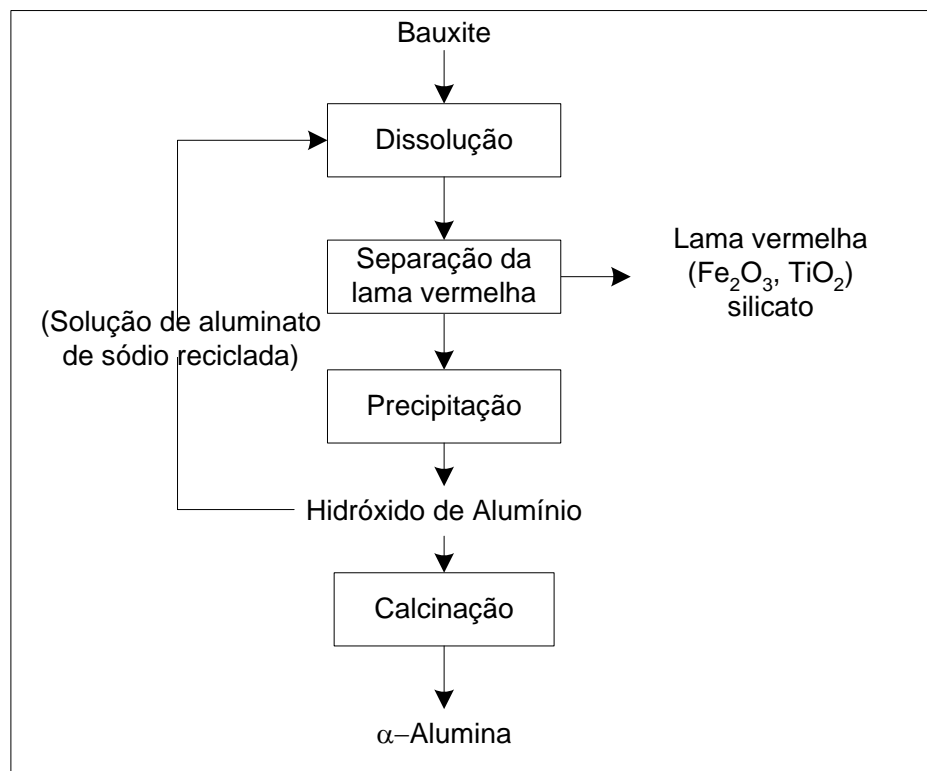 Bauxite
Dissolução
Separação da
lama vermelha
Lama vermelha
(Fe₂O₃, TiO₂)
silicato
(Solução de aluminato
de sódio reciclada)
Precipitação
Hidróxido de Alumínio
Calcinação
α−Alumina